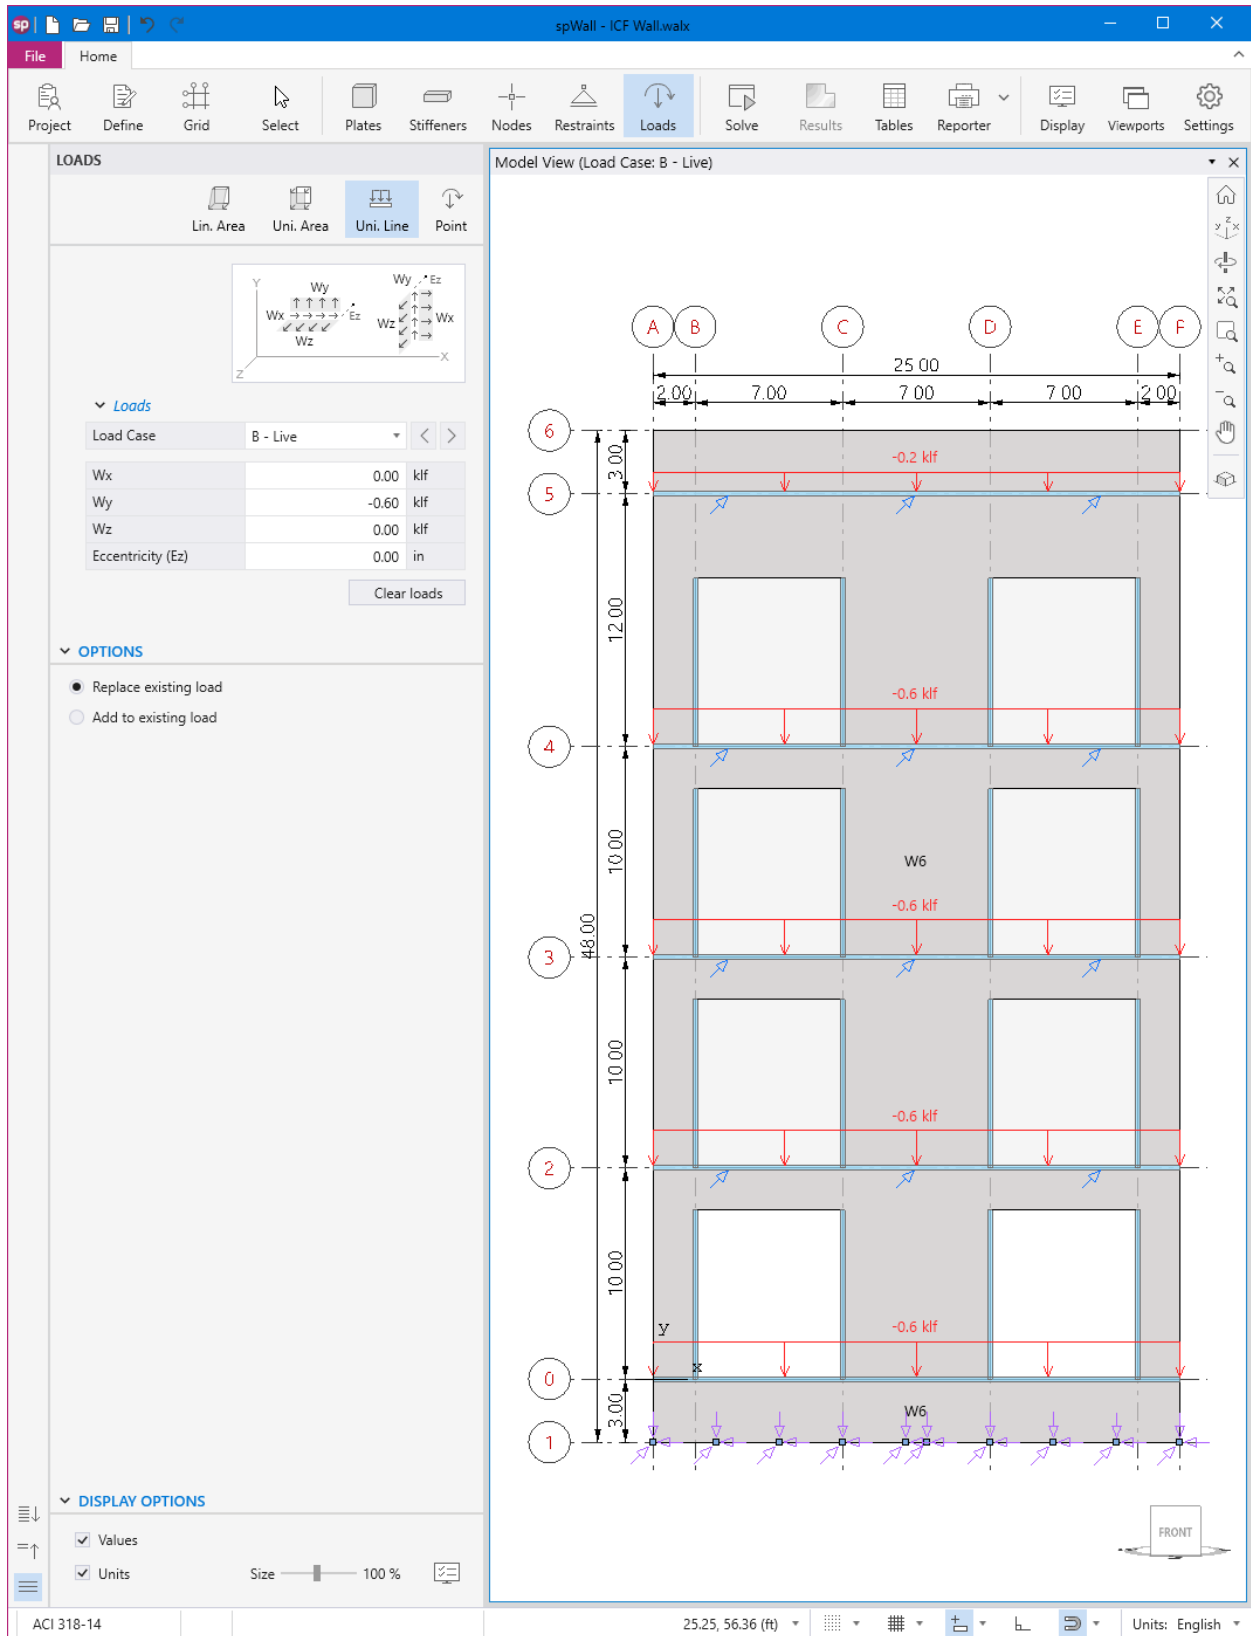 sp
spWall - ICF Wall.walx
File Home
Project Define Grid Select Plates Stiffeners Nodes Restraints Loads Solve Results Tables Reporter Display Viewports Settings
LOADS
Lin. Area Uni. Area Uni. Line Point
Y Wy Wx Ez Wz Wy Ez Wz Wx X Z
Loads
Load Case B - Live
Wx 0.00 klf
Wy -0.60 klf
Wz 0.00 klf
Eccentricity (Ez) 0.00 in
Clear loads
OPTIONS
Replace existing load
Add to existing load
DISPLAY OPTIONS
Values
Units Size 100 %
Model View (Load Case: B - Live)
z
y x
A B C D E F
25 00
2.00 7.00 7 00 7 00 2 00
6
3 00
-0.2 klf
5
12 00
-0.6 klf
4
10 00
W6
-0.6 klf
48.00
3
10 00
-0.6 klf
2
10 00
y
-0.6 klf
x
0
3.00
W6
1
FRONT
ACI 318-14
25.25, 56.36 (ft)
Units: English